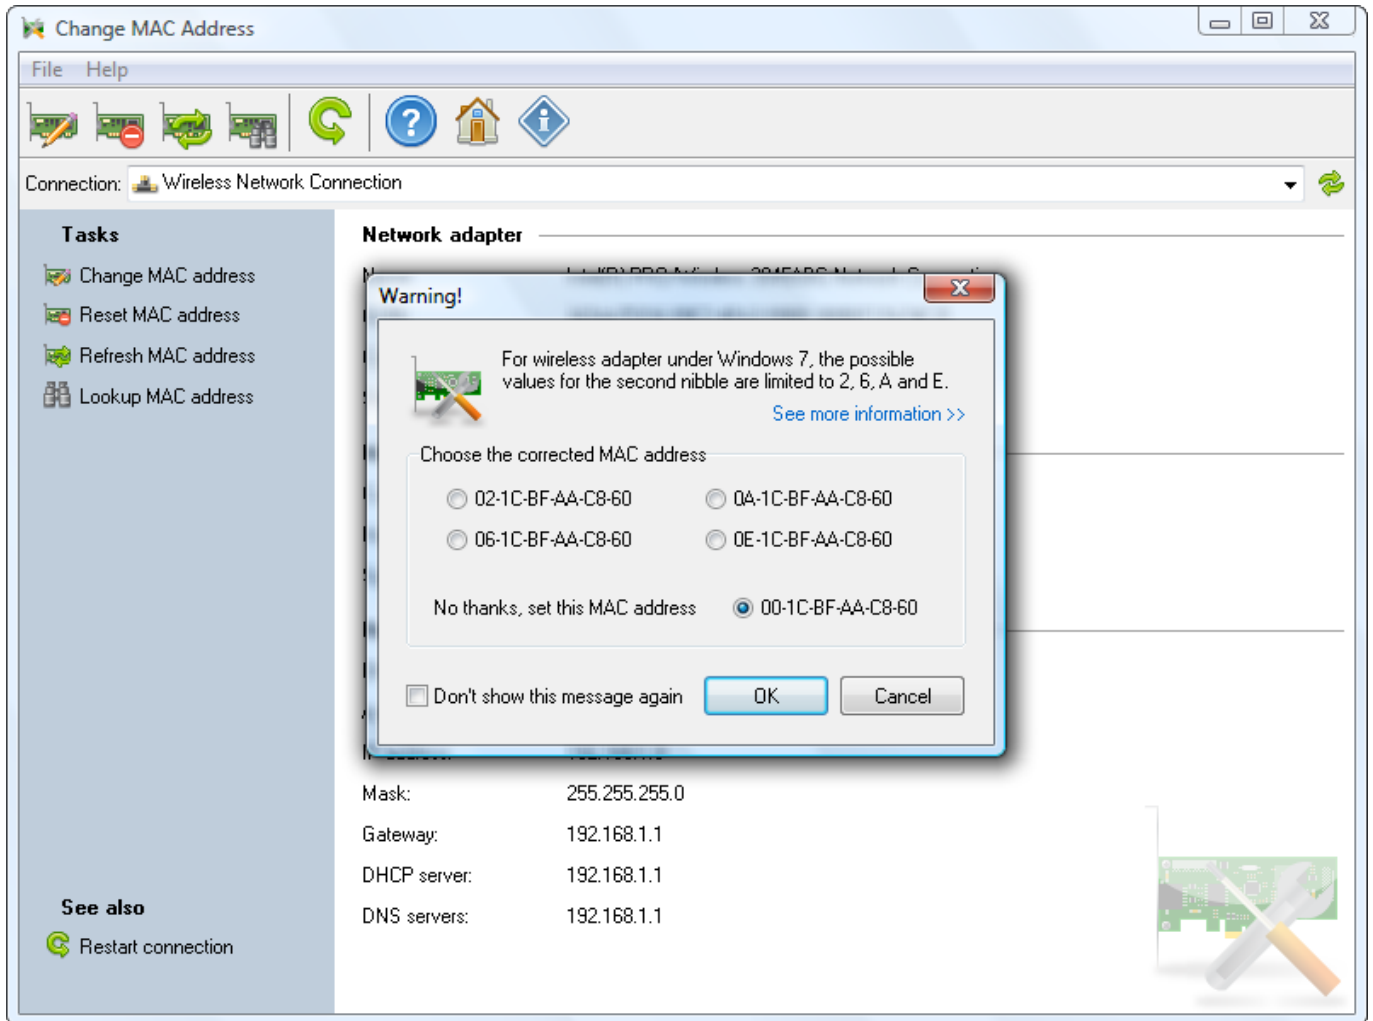 Change MAC Address
File Help
Connection: Wireless Network Connection
Tasks
Change MAC address
Reset MAC address
Refresh MAC address
Lookup MAC address
See also
Restart connection
Network adapter
Warning!
For wireless adapter under Windows 7, the possible
values for the second nibble are limited to 2, 6, A and E.
See more information >>
Choose the corrected MAC address
02-1C-BF-AA-C8-60 0A-1C-BF-AA-C8-60
06-1C-BF-AA-C8-60 0E-1C-BF-AA-C8-60
No thanks, set this MAC address 00-1C-BF-AA-C8-60
Don't show this message again OK Cancel
Mask: 255.255.255.0
Gateway: 192.168.1.1
DHCP server: 192.168.1.1
DNS servers: 192.168.1.1